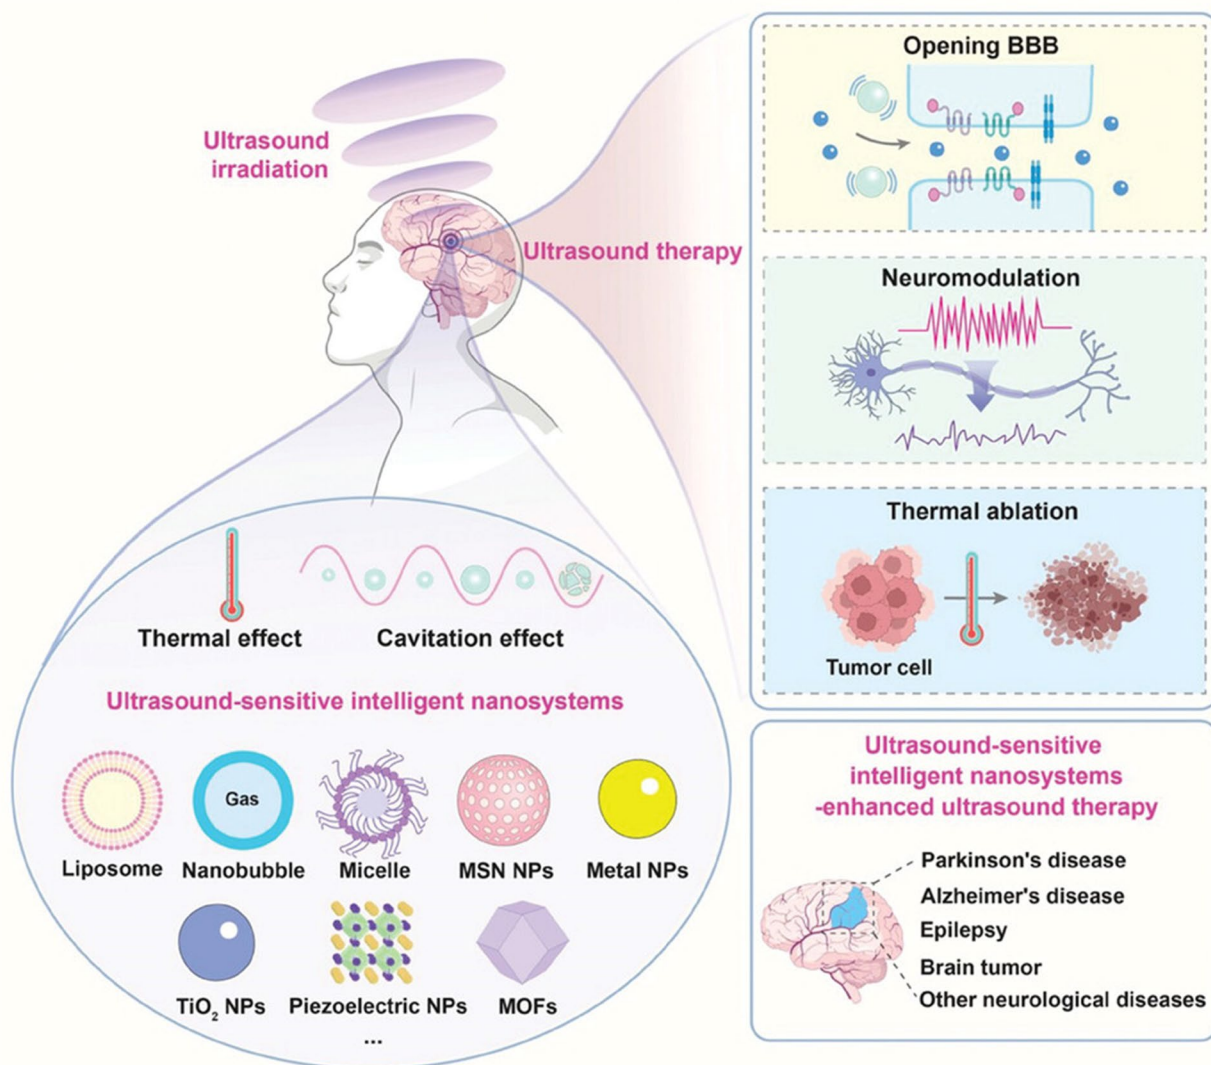 Ultrasound
irradiation
Ultrasound therapy
Opening BBB
Neuromodulation
Thermal ablation
Tumor cell
Thermal effect
Cavitation effect
Ultrasound-sensitive intelligent nanosystems
Liposome
Gas
Nanobubble
Micelle
MSN NPs
Metal NPs
TiO₂ NPs
Piezoelectric NPs
MOFs
...
Ultrasound-sensitive
intelligent nanosystems
-enhanced ultrasound therapy
Parkinson's disease
Alzheimer's disease
Epilepsy
Brain tumor
Other neurological diseases